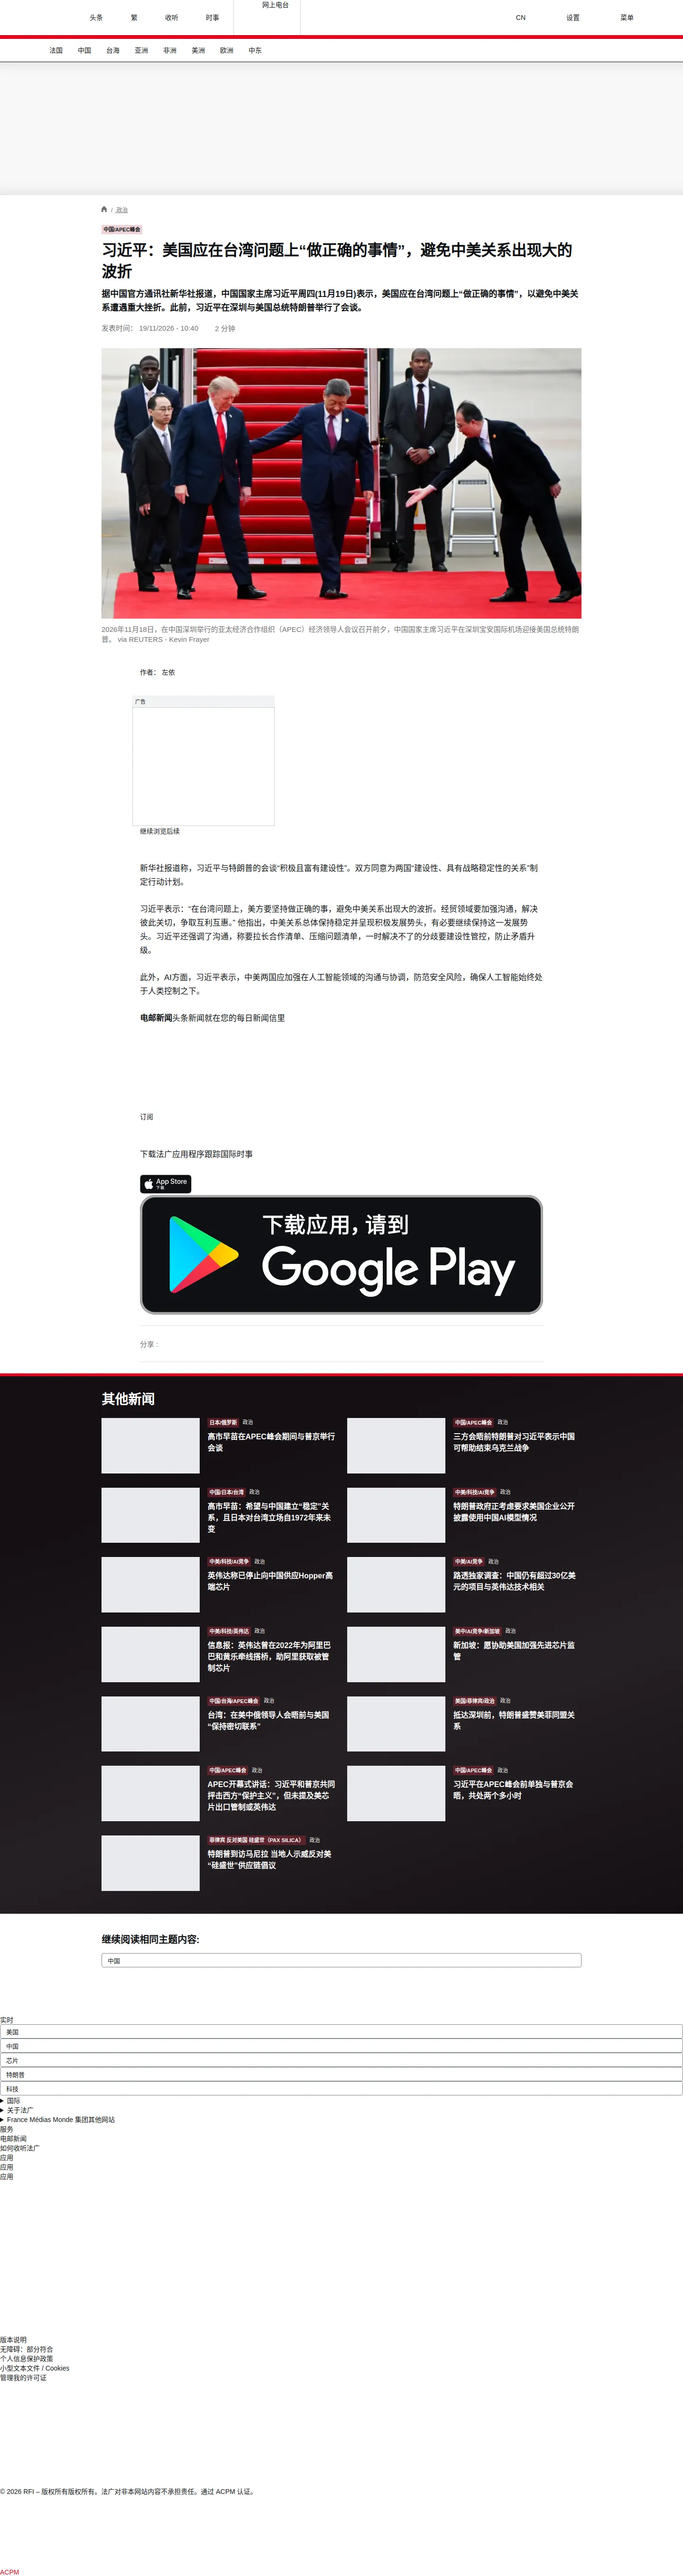 头条
繁
收听
时事
网上电台
CN
设置
菜单
法国
中国
台海
亚洲
非洲
美洲
欧洲
中东
/ 政治
中国/APEC峰会
习近平：美国应在台湾问题上“做正确的事情”，避免中美关系出现大的
波折
据中国官方通讯社新华社报道，中国国家主席习近平周四(11月19日)表示，美国应在台湾问题上“做正确的事情”，以避免中美关
系遭遇重大挫折。此前，习近平在深圳与美国总统特朗普举行了会谈。
发表时间： 19/11/2026 - 10:40
2 分钟
2026年11月18日，在中国深圳举行的亚太经济合作组织（APEC）经济领导人会议召开前夕，中国国家主席习近平在深圳宝安国际机场迎接美国总统特朗
普。 via REUTERS - Kevin Frayer
作者： 左依
广告
继续浏览后续
新华社报道称，习近平与特朗普的会谈“积极且富有建设性”。双方同意为两国“建设性、具有战略稳定性的关系”制
定行动计划。
习近平表示：“在台湾问题上，美方要坚持做正确的事，避免中美关系出现大的波折。经贸领域要加强沟通，解决
彼此关切，争取互利互惠。” 他指出，中美关系总体保持稳定并呈现积极发展势头，有必要继续保持这一发展势
头。习近平还强调了沟通，称要拉长合作清单、压缩问题清单，一时解决不了的分歧要建设性管控，防止矛盾升
级。
此外，AI方面，习近平表示，中美两国应加强在人工智能领域的沟通与协调，防范安全风险，确保人工智能始终处
于人类控制之下。
电邮新闻头条新闻就在您的每日新闻信里
订阅
下载法广应用程序跟踪国际时事
App Store
下载
下载应用，请到
Google Play
分享 :
其他新闻
日本/俄罗斯 政治
高市早苗在APEC峰会期间与普京举行
会谈
中国/APEC峰会 政治
三方会晤前特朗普对习近平表示中国
可帮助结束乌克兰战争
中国/日本/台湾 政治
高市早苗：希望与中国建立“稳定”关
系，且日本对台湾立场自1972年来未
变
中美/科技/AI竞争 政治
特朗普政府正考虑要求美国企业公开
披露使用中国AI模型情况
中美/科技/AI竞争 政治
英伟达称已停止向中国供应Hopper高
端芯片
中美/AI竞争 政治
路透独家调查：中国仍有超过30亿美
元的项目与英伟达技术相关
中美/科技/英伟达 政治
信息报：英伟达曾在2022年为阿里巴
巴和黄乐牵线搭桥，助阿里获取被管
制芯片
美中/AI竞争/新加坡 政治
新加坡：愿协助美国加强先进芯片监
管
中国/台海/APEC峰会 政治
台湾：在美中俄领导人会晤前与美国
“保持密切联系”
美国/菲律宾/政治 政治
抵达深圳前，特朗普盛赞美菲同盟关
系
中国/APEC峰会 政治
APEC开幕式讲话：习近平和普京共同
抨击西方“保护主义”，但未提及美芯
片出口管制或英伟达
中国/APEC峰会 政治
习近平在APEC峰会前单独与普京会
晤，共处两个多小时
菲律宾 反对美国 硅盛世（PAX SILICA） 政治
特朗普到访马尼拉 当地人示威反对美
“硅盛世”供应链倡议
继续阅读相同主题内容:
中国
实时
美国
中国
芯片
特朗普
科技
国际
关于法广
France Médias Monde 集团其他网站
服务
电邮新闻
如何收听法广
应用
应用
应用
版本说明
无障碍：部分符合
个人信息保护政策
小型文本文件 / Cookies
管理我的许可证
© 2026 RFI – 版权所有版权所有。法广对非本网站内容不承担责任。通过 ACPM 认证。
ACPM